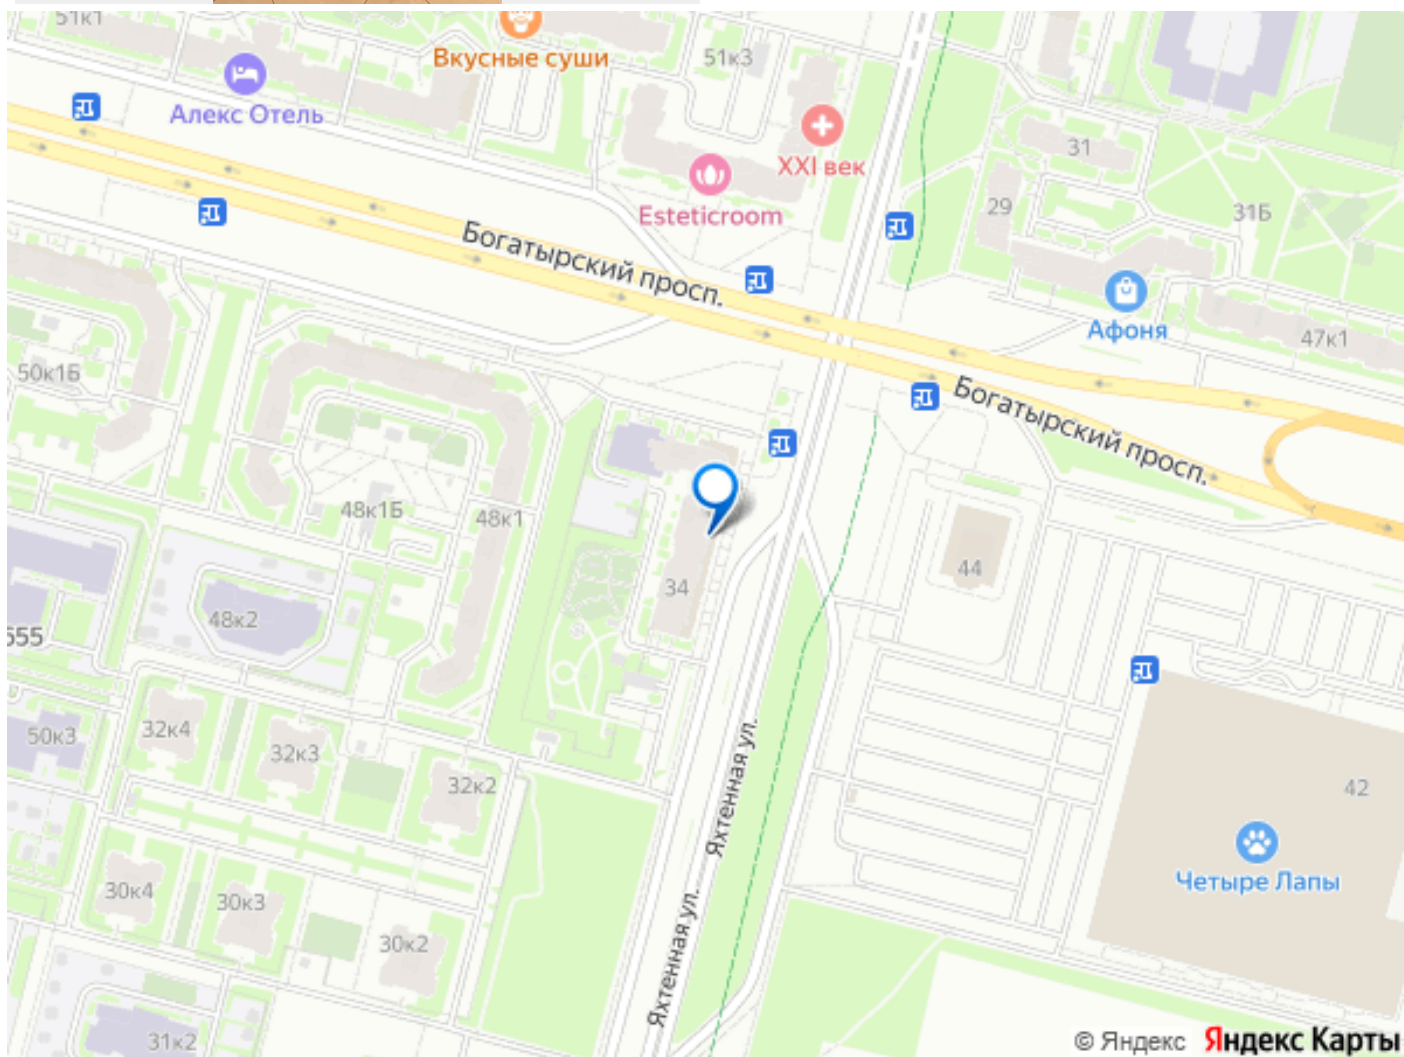 51к1
Вкусные суши
51к3
Алекс Отель
XXI век
31
Esteticroom
29
31Б
Богатырский просп.
Афоня
47к1
50к1Б
Богатырский просп.
48к1Б
48к1
44
34
48к2
655
50к3
32к4
32к3
32к2
Яхтенная ул.
42
Четыре Лапы
30к4
30к3
30к2
Яхтенная ул.
31к2
© Яндекс Яндекс Карты